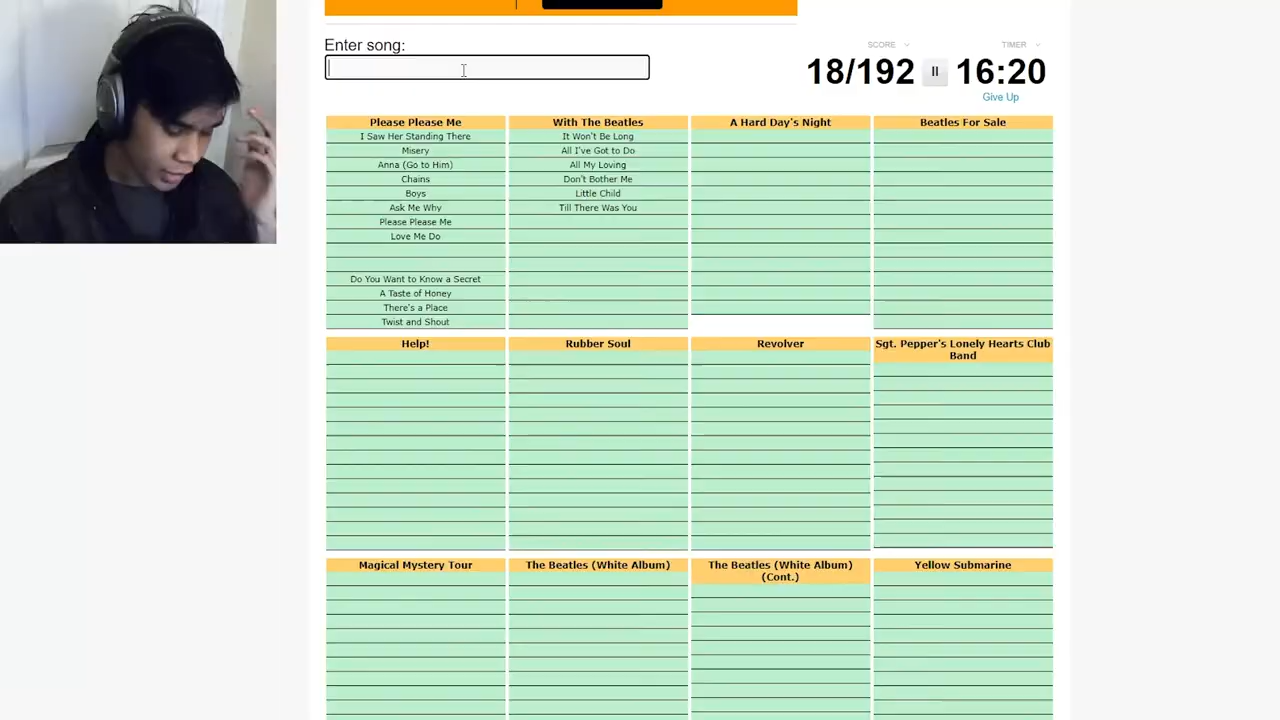 Enter song:
SCORE
TIMER
18/192
16:20
Give Up
Please Please Me
I Saw Her Standing There
Misery
Anna (Go to Him)
Chains
Boys
Ask Me Why
Please Please Me
Love Me Do
Do You Want to Know a Secret
A Taste of Honey
There's a Place
Twist and Shout
With The Beatles
It Won't Be Long
All I've Got to Do
All My Loving
Don't Bother Me
Little Child
Till There Was You
A Hard Day's Night
Beatles For Sale
Help!
Rubber Soul
Revolver
Sgt. Pepper's Lonely Hearts Club
Band
Magical Mystery Tour
The Beatles (White Album)
The Beatles (White Album)
(Cont.)
Yellow Submarine